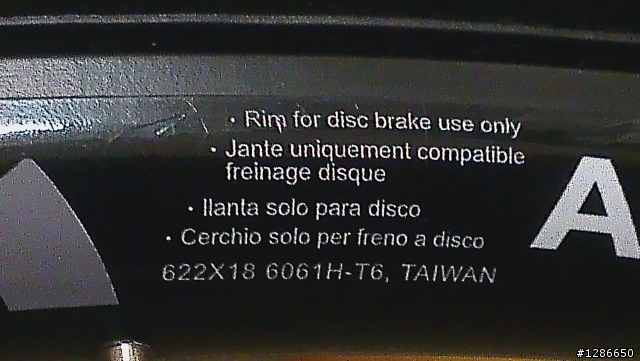 · Rim for disc brake use only
· Jante uniquement compatible
freinage disque
· llanta solo para disco
· Cerchio solo per freno a disco
622X18 6061H-T6, TAIWAN
A
#1286650